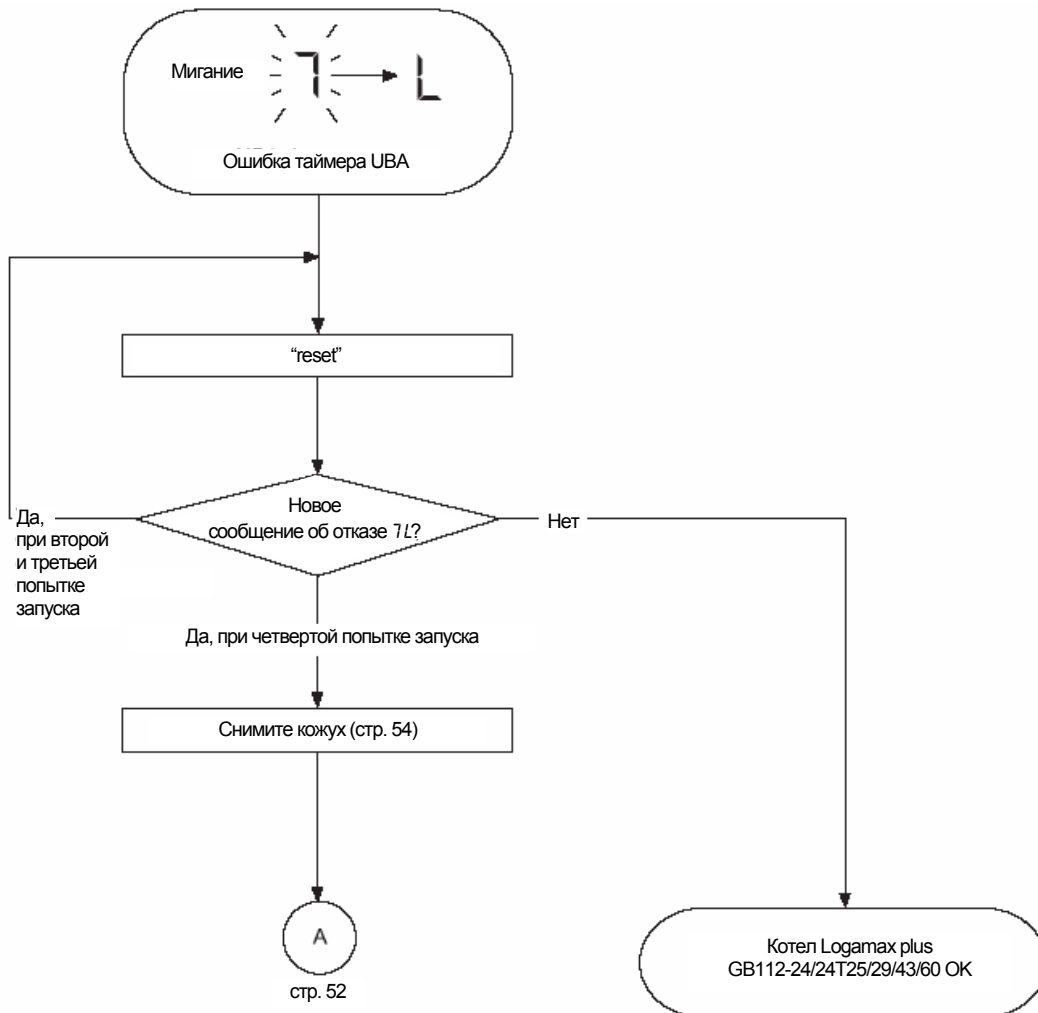 Мигание 7 L
Ошибка таймера UBA
“reset”
Новое
сообщение об отказе 7L?
Да,
при второй
и третьей
попытке
запуска
Нет
Да, при четвертой попытке запуска
Снимите кожух (стр. 54)
A
стр. 52
Котел Logamax plus
GB112-24/24T25/29/43/60 OK